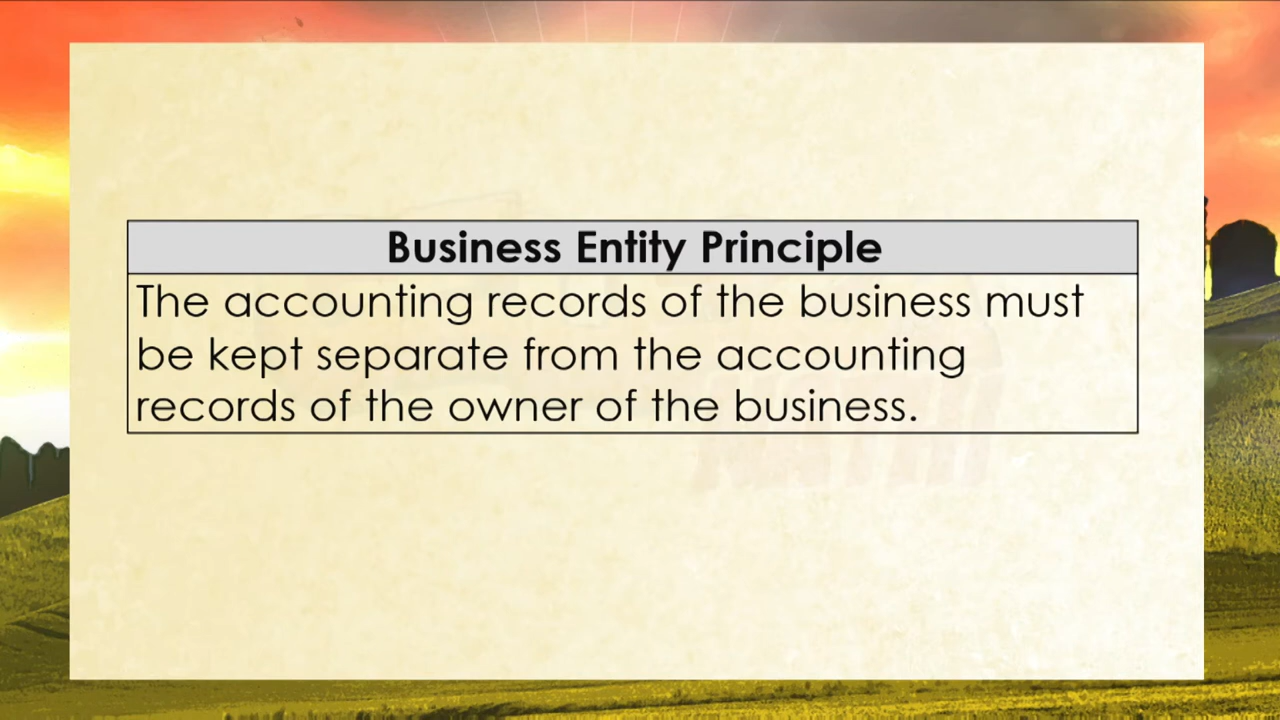 Business Entity Principle
The accounting records of the business must
be kept separate from the accounting
records of the owner of the business.